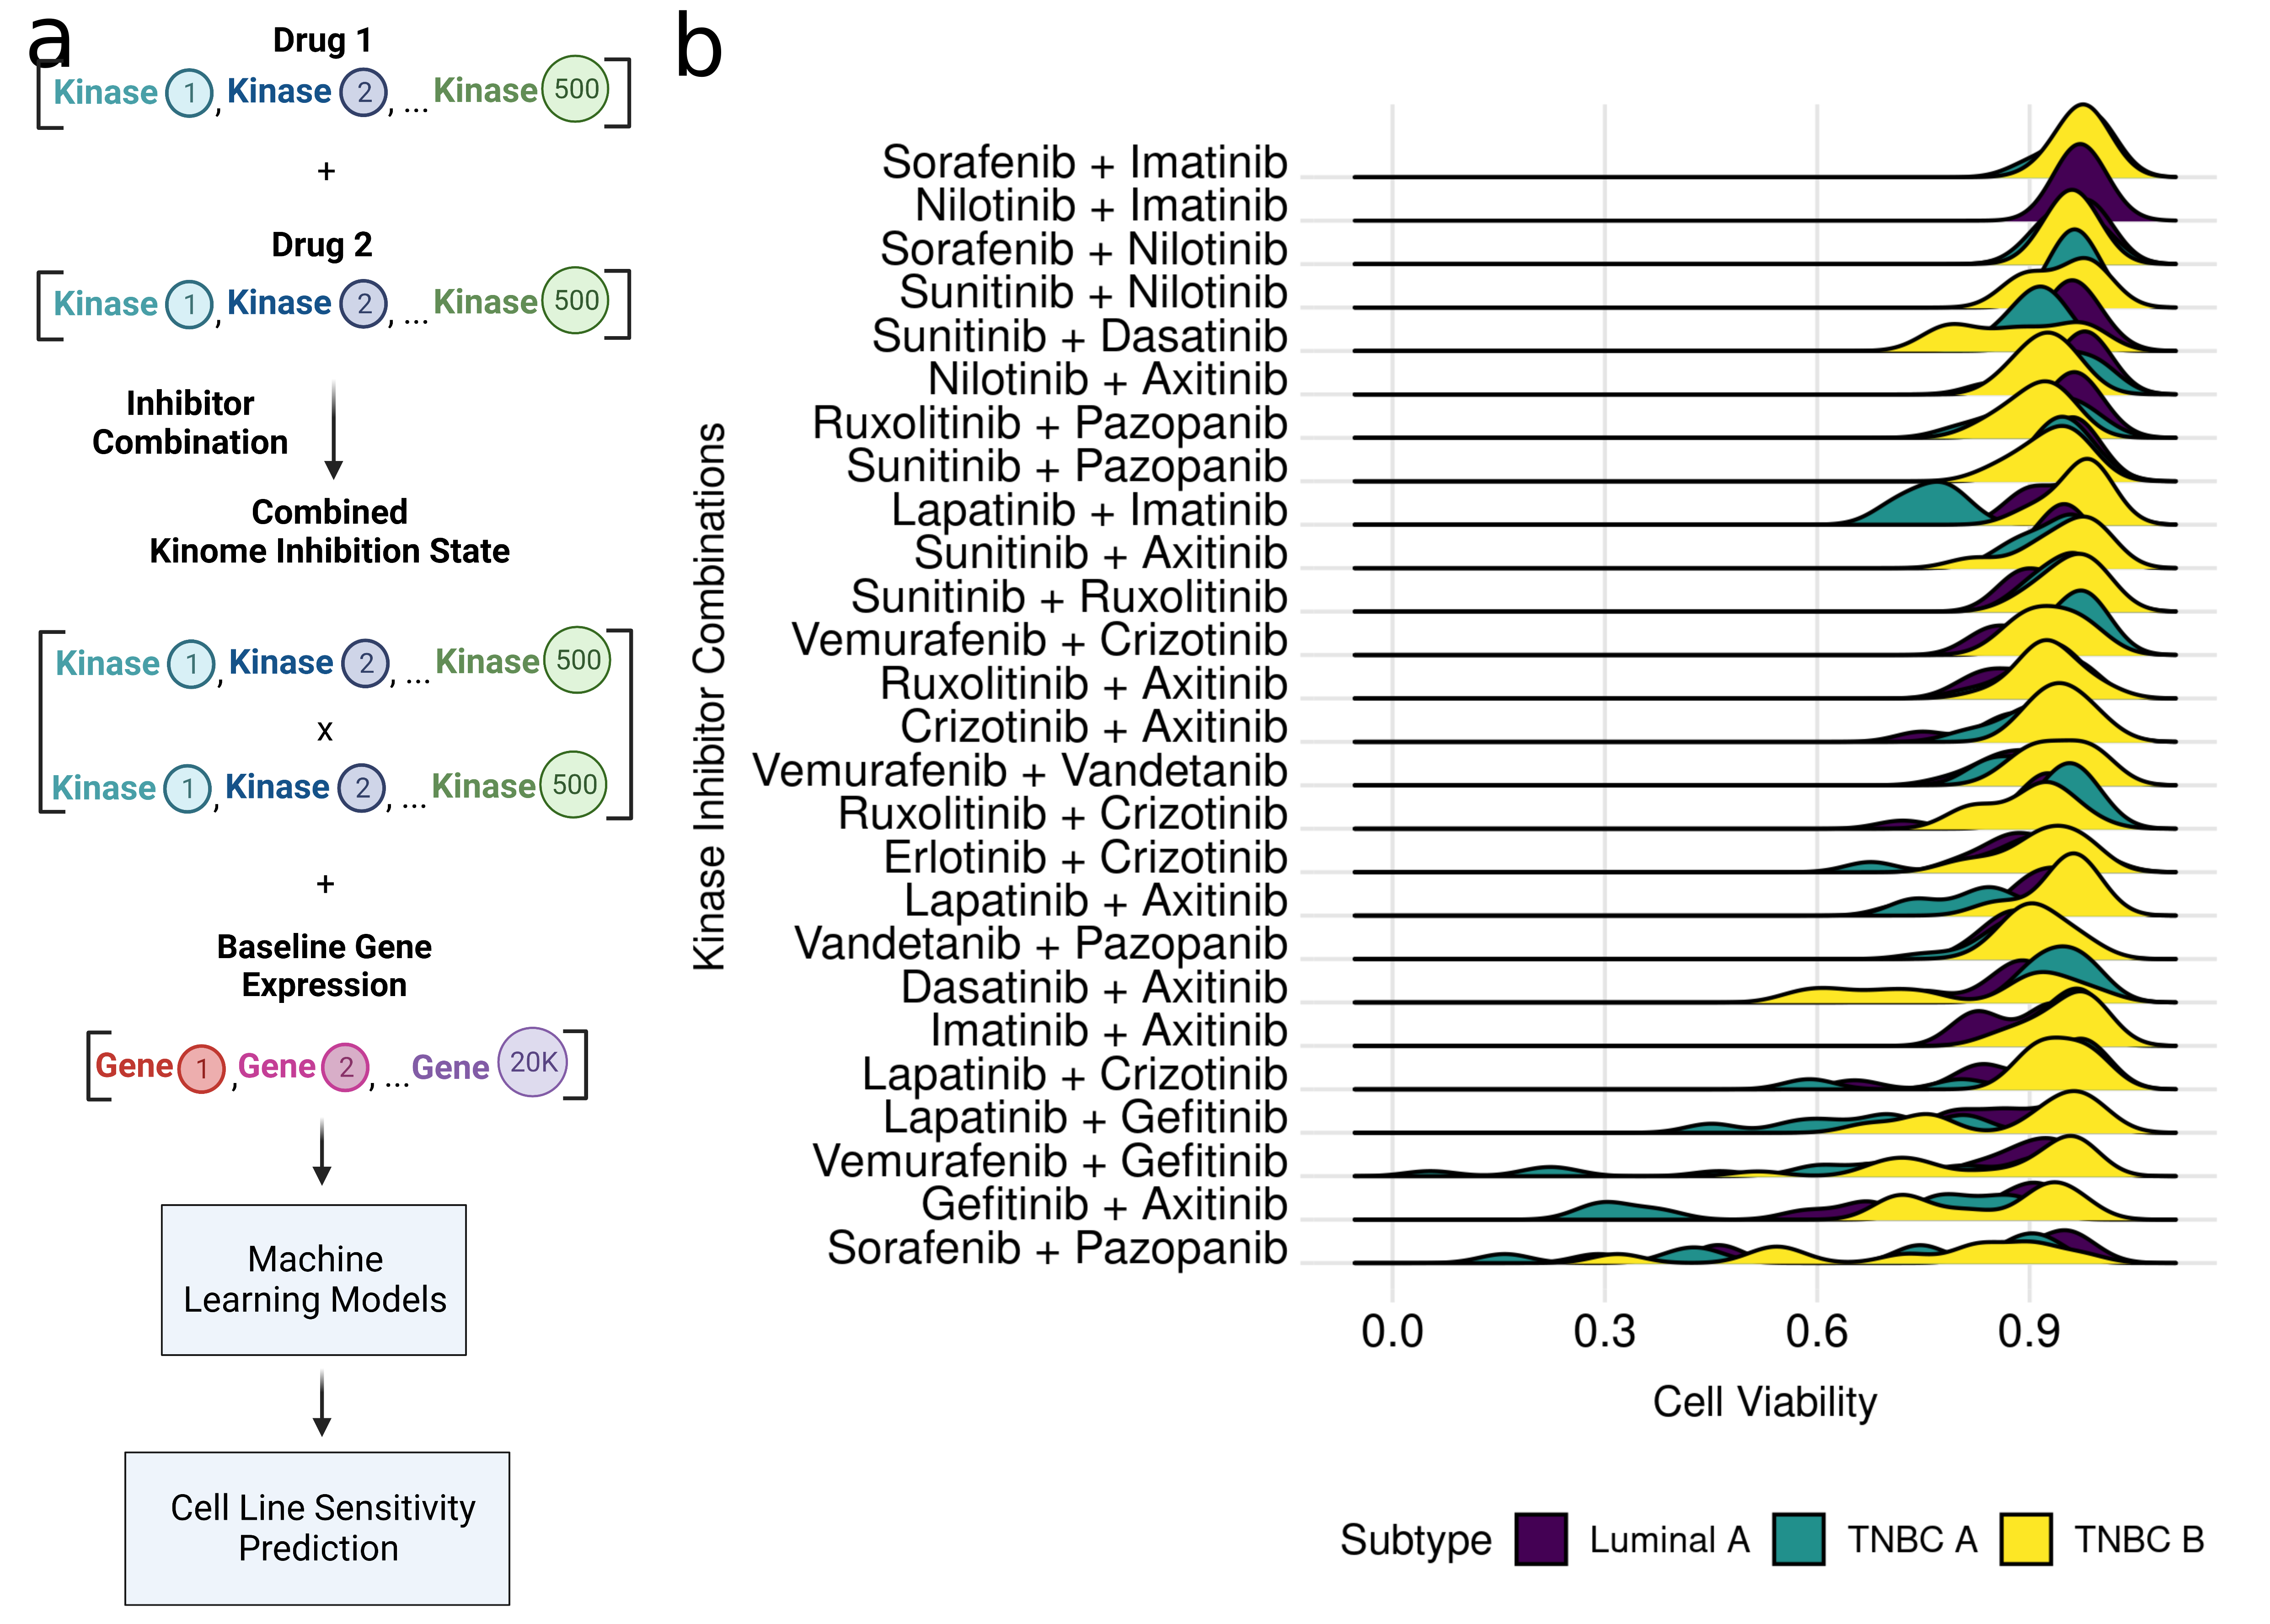 a
Drug 1
[Kinase 1, Kinase 2, ... Kinase 500]
+
Drug 2
[Kinase 1, Kinase 2, ... Kinase 500]
Inhibitor
Combination
Combined
Kinome Inhibition State
Kinase 1, Kinase 2, ... Kinase 500
x
Kinase 1, Kinase 2, ... Kinase 500
+
Baseline Gene
Expression
[Gene 1, Gene 2, ... Gene 20K]
Machine
Learning Models
Cell Line Sensitivity
Prediction
b
Kinase Inhibitor Combinations
Sorafenib + Imatinib
Nilotinib + Imatinib
Sorafenib + Nilotinib
Sunitinib + Nilotinib
Sunitinib + Dasatinib
Nilotinib + Axitinib
Ruxolitinib + Pazopanib
Sunitinib + Pazopanib
Lapatinib + Imatinib
Sunitinib + Axitinib
Sunitinib + Ruxolitinib
Vemurafenib + Crizotinib
Ruxolitinib + Axitinib
Crizotinib + Axitinib
Vemurafenib + Vandetanib
Ruxolitinib + Crizotinib
Erlotinib + Crizotinib
Lapatinib + Axitinib
Vandetanib + Pazopanib
Dasatinib + Axitinib
Imatinib + Axitinib
Lapatinib + Crizotinib
Lapatinib + Gefitinib
Vemurafenib + Gefitinib
Gefitinib + Axitinib
Sorafenib + Pazopanib
0.0 0.3 0.6 0.9
Cell Viability
Subtype Luminal A TNBC A TNBC B